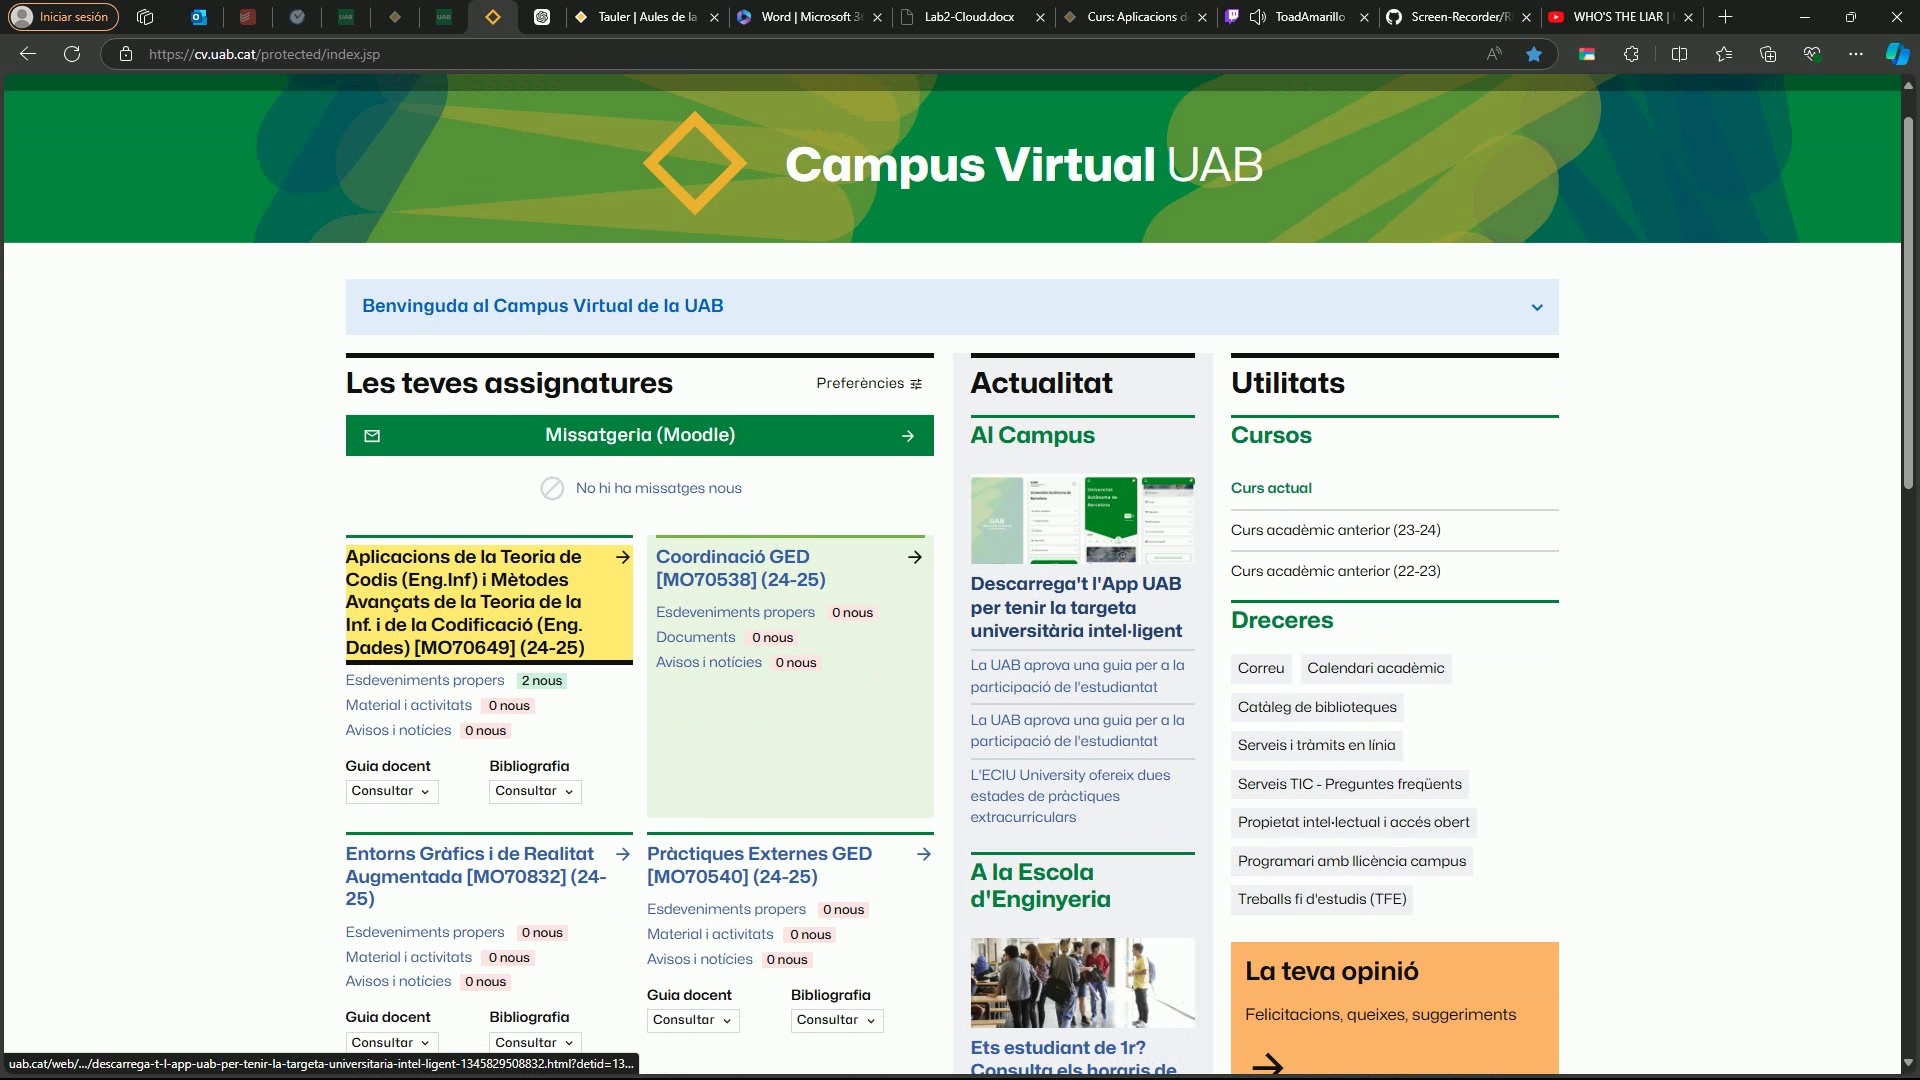 Iniciar sesión
Tauler | Aules de la
Word | Microsoft 3
Lab2-Cloud.docx
Curs: Aplicacions d
ToadAmarillo
Screen-Recorder/R
WHO'S THE LIAR |
https://cv.uab.cat/protected/index.jsp
Campus Virtual UAB
Benvinguda al Campus Virtual de la UAB
Les teves assignatures
Preferències
Missatgeria (Moodle)
No hi ha missatges nous
Aplicacions de la Teoria de
Codis (Eng.Inf) i Mètodes
Avançats de la Teoria de la
Inf. i de la Codificació (Eng.
Dades) [MO70649] (24-25)
Esdeveniments propers 2 nous
Material i activitats 0 nous
Avisos i notícies 0 nous
Guia docent
Bibliografia
Consultar
Consultar
Coordinació GED
[MO70538] (24-25)
Esdeveniments propers 0 nous
Documents 0 nous
Avisos i notícies 0 nous
Entorns Gràfics i de Realitat
Augmentada [MO70832] (24-
25)
Esdeveniments propers 0 nous
Material i activitats 0 nous
Avisos i notícies 0 nous
Guia docent
Bibliografia
Consultar
Consultar
Pràctiques Externes GED
[MO70540] (24-25)
Esdeveniments propers 0 nous
Material i activitats 0 nous
Avisos i notícies 0 nous
Guia docent
Bibliografia
Consultar
Consultar
Actualitat
Al Campus
Descarrega't l'App UAB
per tenir la targeta
universitària intel·ligent
La UAB aprova una guia per a la
participació de l'estudiantat
La UAB aprova una guia per a la
participació de l'estudiantat
L'ECIU University ofereix dues
estades de pràctiques
extracurriculars
A la Escola
d'Enginyeria
Ets estudiant de 1r?
Consulta els horaris de
Utilitats
Cursos
Curs actual
Curs acadèmic anterior (23-24)
Curs acadèmic anterior (22-23)
Dreceres
Correu
Calendari acadèmic
Catàleg de biblioteques
Serveis i tràmits en línia
Serveis TIC - Preguntes freqüents
Propietat intel·lectual i accés obert
Programari amb llicència campus
Treballs fi d'estudis (TFE)
La teva opinió
Felicitacions, queixes, suggeriments
uab.cat/web/.../descarrega-t-l-app-uab-per-tenir-la-targeta-universitaria-intel-ligent-1345829508832.html?detid=13...